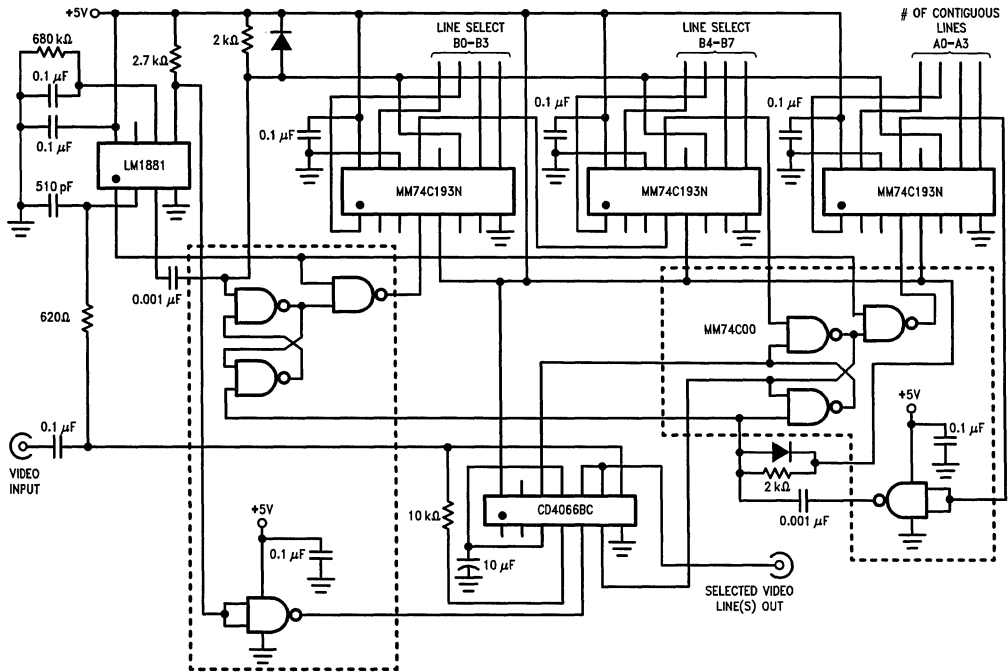 +5V
680 kΩ
0.1 µF
0.1 µF
2.7 kΩ
2 kΩ
LINE SELECT
B0–B3
LINE SELECT
B4–B7
# OF CONTIGUOUS
LINES
A0–A3
0.1 µF
0.1 µF
0.1 µF
LM1881
MM74C193N
MM74C193N
MM74C193N
510 pF
0.001 µF
620Ω
MM74C00
0.1 µF
VIDEO
INPUT
+5V
0.1 µF
2 kΩ
0.001 µF
10 kΩ
CD4066BC
10 µF
+5V
0.1 µF
SELECTED VIDEO
LINE(S) OUT